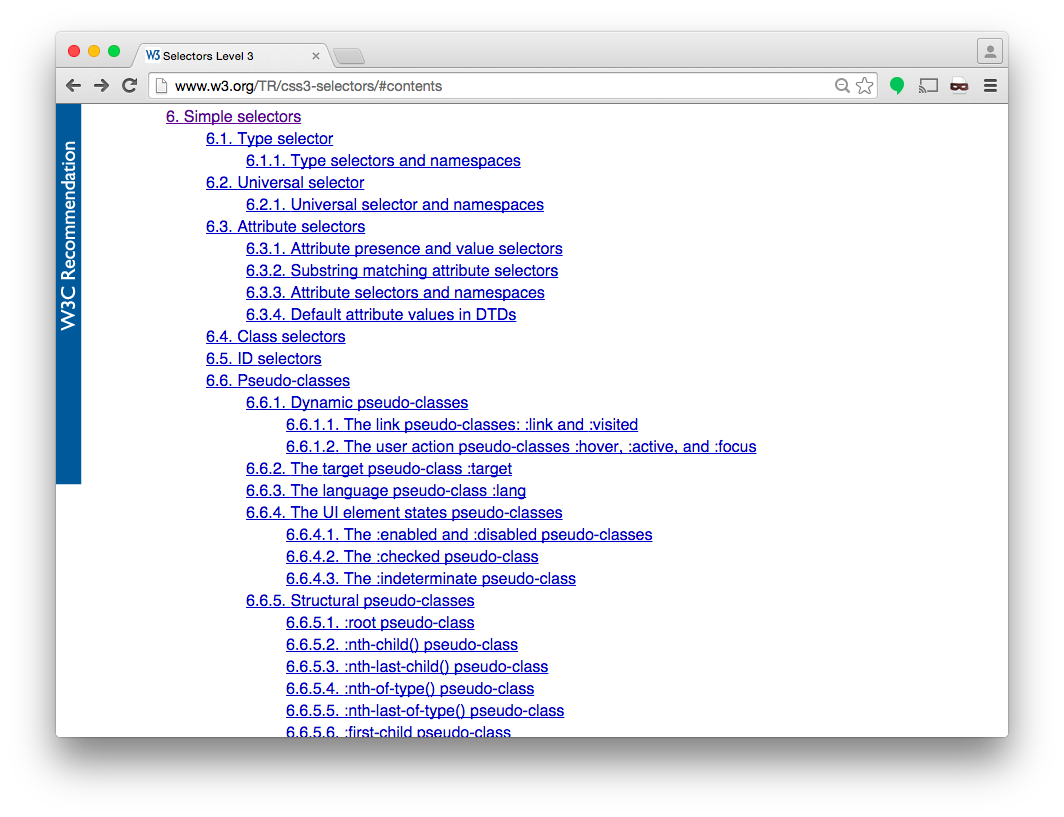 W3 Selectors Level 3
www.w3.org/TR/css3-selectors/#contents
W3C Recommendation
6. Simple selectors
6.1. Type selector
6.1.1. Type selectors and namespaces
6.2. Universal selector
6.2.1. Universal selector and namespaces
6.3. Attribute selectors
6.3.1. Attribute presence and value selectors
6.3.2. Substring matching attribute selectors
6.3.3. Attribute selectors and namespaces
6.3.4. Default attribute values in DTDs
6.4. Class selectors
6.5. ID selectors
6.6. Pseudo-classes
6.6.1. Dynamic pseudo-classes
6.6.1.1. The link pseudo-classes: :link and :visited
6.6.1.2. The user action pseudo-classes :hover, :active, and :focus
6.6.2. The target pseudo-class :target
6.6.3. The language pseudo-class :lang
6.6.4. The UI element states pseudo-classes
6.6.4.1. The :enabled and :disabled pseudo-classes
6.6.4.2. The :checked pseudo-class
6.6.4.3. The :indeterminate pseudo-class
6.6.5. Structural pseudo-classes
6.6.5.1. :root pseudo-class
6.6.5.2. :nth-child() pseudo-class
6.6.5.3. :nth-last-child() pseudo-class
6.6.5.4. :nth-of-type() pseudo-class
6.6.5.5. :nth-last-of-type() pseudo-class
6.6.5.6. :first-child pseudo-class